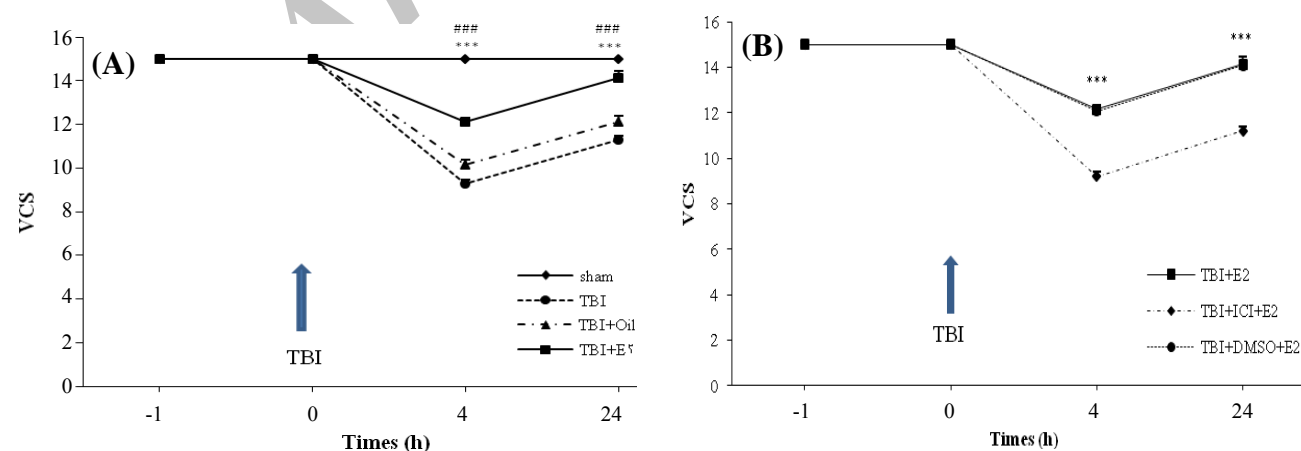 (A)
###
***
###
***
16
14
12
10
8
6
4
2
0
VCS
TBI
sham
TBI
TBI+Oil
TBI+E۲
-1
0
4
24
Times (h)
(B)
***
***
16
14
12
10
8
6
4
2
0
VCS
TBI
TBI+E2
TBI+ICI+E2
TBI+DMSO+E2
-1
0
4
24
Times (h)